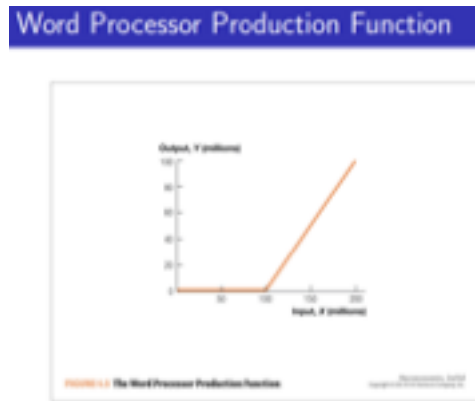 Word Processor Production Function
Output, Y (millions)
100
80
60
40
20
0
50
100
150
200
Input, X (millions)
The Word Processor Production Function